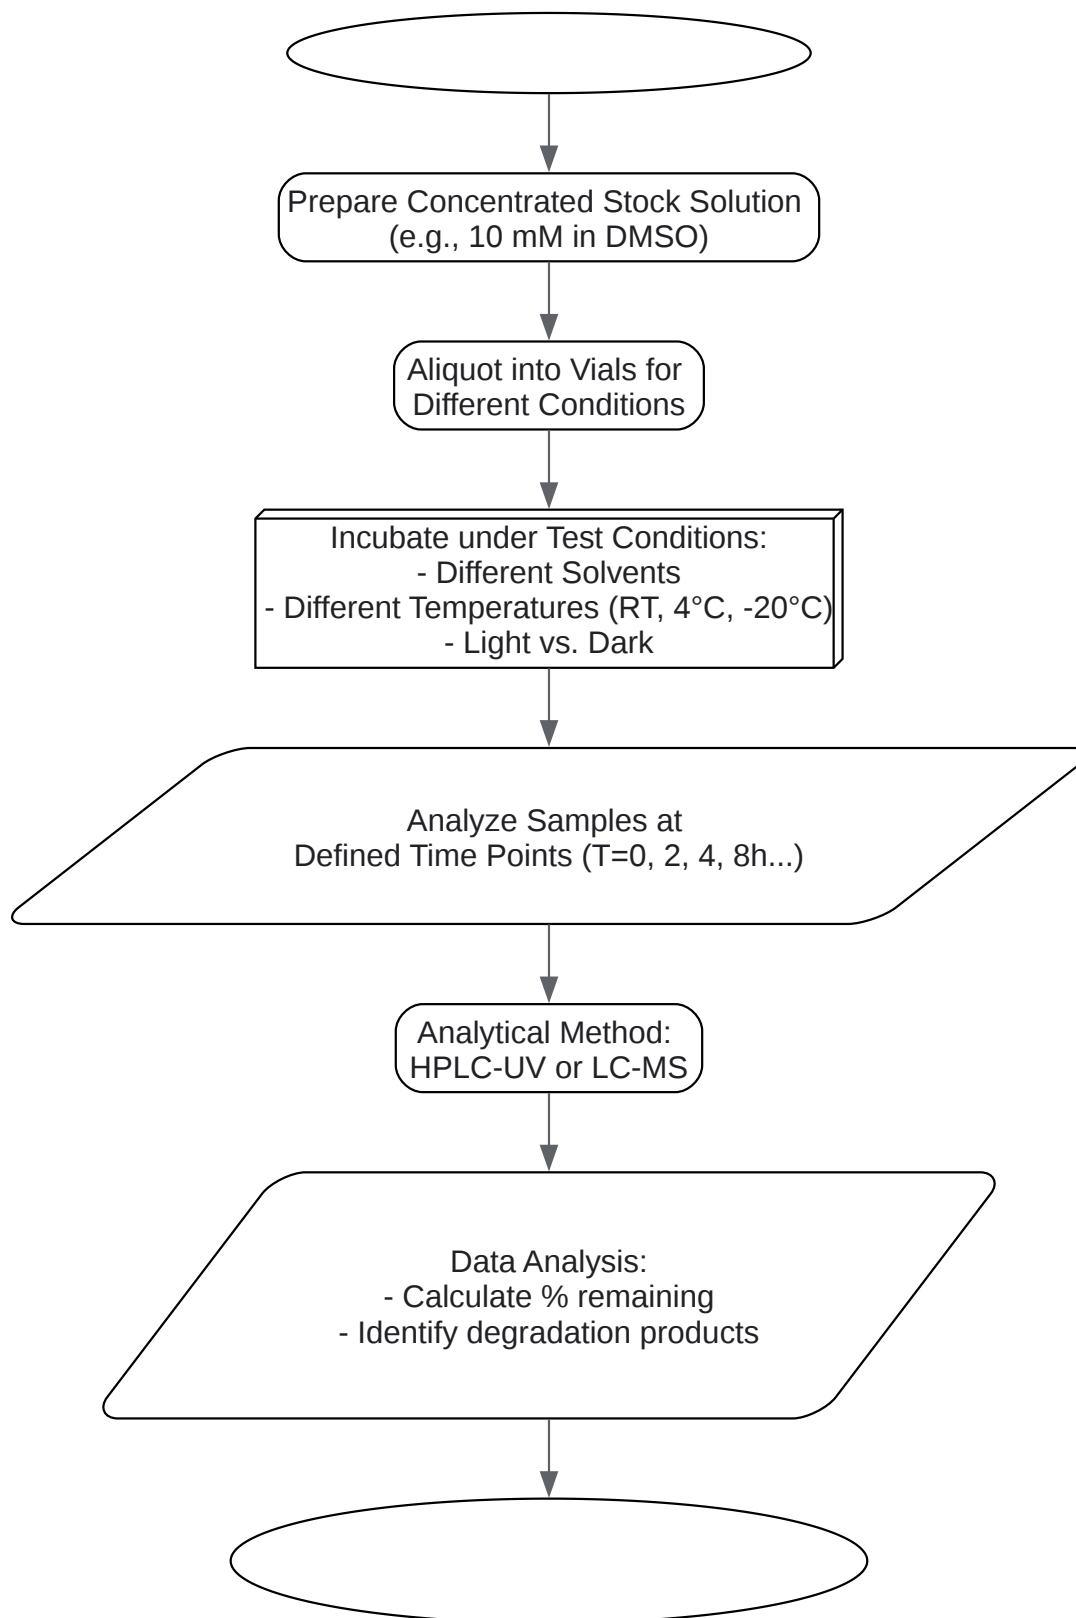 Prepare Concentrated Stock Solution
(e.g., 10 mM in DMSO)
Aliquot into Vials for
Different Conditions
Incubate under Test Conditions:
- Different Solvents
- Different Temperatures (RT, 4°C, -20°C)
- Light vs. Dark
Analyze Samples at
Defined Time Points (T=0, 2, 4, 8h...)
Analytical Method:
HPLC-UV or LC-MS
Data Analysis:
- Calculate % remaining
- Identify degradation products